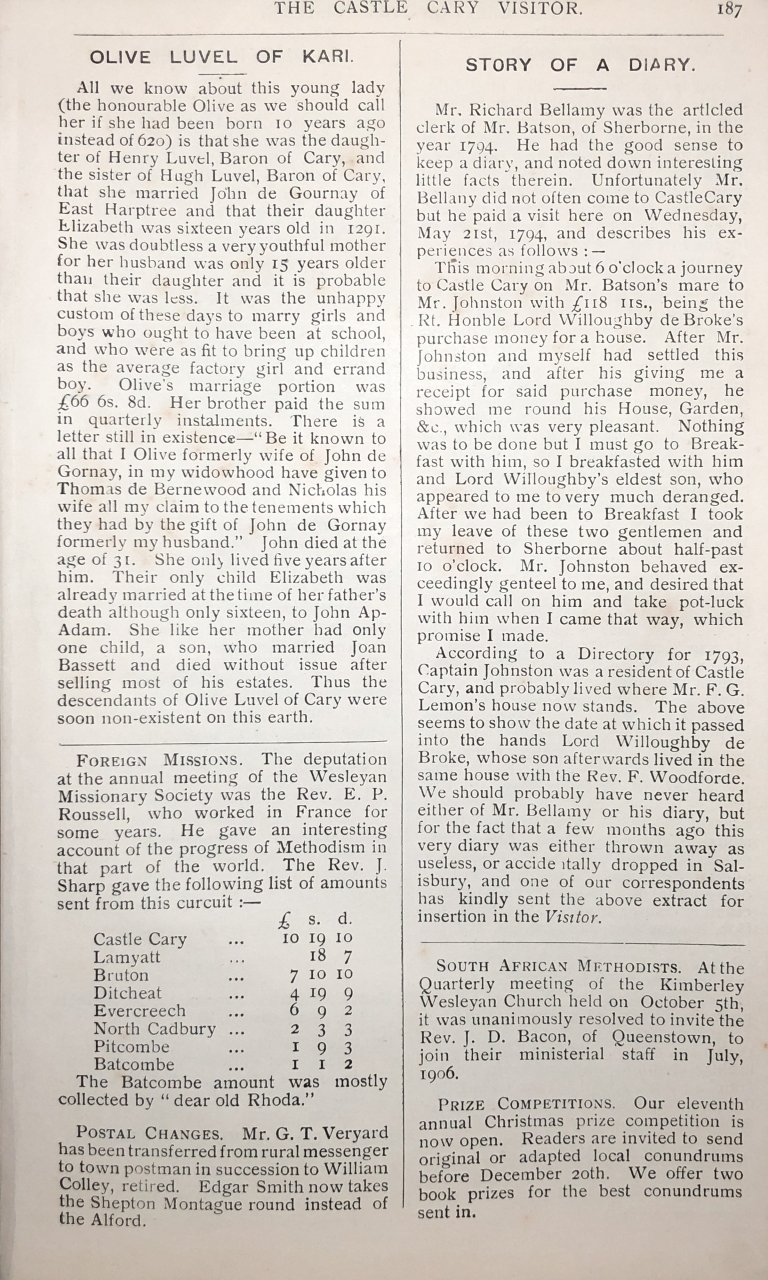 THE CASTLE CARY VISITOR. 187
OLIVE LUVEL OF KARI.
All we know about this young lady
(the honourable Olive as we should call
her if she had been born 10 years ago
instead of 620) is that she was the daugh-
ter of Henry Luvel, Baron of Cary, and
the sister of Hugh Luvel, Baron of Cary,
that she married John de Gournay of
East Harptree and that their daughter
Elizabeth was sixteen years old in 1291.
She was doubtless a very youthful mother
for her husband was only 15 years older
than their daughter and it is probable
that she was less. It was the unhappy
custom of these days to marry girls and
boys who ought to have been at school,
and who were as fit to bring up children
as the average factory girl and errand
boy. Olive's marriage portion was
£66 6s. 8d. Her brother paid the sum
in quarterly instalments. There is a
letter still in existence—"Be it known to
all that I Olive formerly wife of John de
Gornay, in my widowhood have given to
Thomas de Bernewood and Nicholas his
wife all my claim to the tenements which
they had by the gift of John de Gornay
formerly my husband." John died at the
age of 31. She only lived five years after
him. Their only child Elizabeth was
already married at the time of her father's
death although only sixteen, to John Ap-
Adam. She like her mother had only
one child, a son, who married Joan
Bassett and died without issue after
selling most of his estates. Thus the
descendants of Olive Luvel of Cary were
soon non-existent on this earth.
FOREIGN MISSIONS. The deputation
at the annual meeting of the Wesleyan
Missionary Society was the Rev. E. P.
Roussell, who worked in France for
some years. He gave an interesting
account of the progress of Methodism in
that part of the world. The Rev. J.
Sharp gave the following list of amounts
sent from this curcuit :—
£ s. d.
Castle Cary ... 10 19 10
Lamyatt ... 18 7
Bruton ... 7 10 10
Ditcheat ... 4 19 9
Evercreech ... 6 9 2
North Cadbury ... 2 3 3
Pitcombe ... 1 9 3
Batcombe ... 1 1 2
The Batcombe amount was mostly
collected by "dear old Rhoda."
POSTAL CHANGES. Mr. G. T. Veryard
has been transferred from rural messenger
to town postman in succession to William
Colley, retired. Edgar Smith now takes
the Shepton Montague round instead of
the Alford.
STORY OF A DIARY.
Mr. Richard Bellamy was the articled
clerk of Mr. Batson, of Sherborne, in the
year 1794. He had the good sense to
keep a diary, and noted down interesting
little facts therein. Unfortunately Mr.
Bellany did not often come to CastleCary
but he paid a visit here on Wednesday,
May 21st, 1794, and describes his ex-
periences as follows : —
This morning about 6 o'clock a journey
to Castle Cary on Mr. Batson's mare to
Mr. Johnston with £118 11s., being the
Rt. Honble Lord Willoughby de Broke's
purchase money for a house. After Mr.
Johnston and myself had settled this
business, and after his giving me a
receipt for said purchase money, he
showed me round his House, Garden,
&c., which was very pleasant. Nothing
was to be done but I must go to Break-
fast with him, so I breakfasted with him
and Lord Willoughby's eldest son, who
appeared to me to very much deranged.
After we had been to Breakfast I took
my leave of these two gentlemen and
returned to Sherborne about half-past
10 o'clock. Mr. Johnston behaved ex-
ceedingly genteel to me, and desired that
I would call on him and take pot-luck
with him when I came that way, which
promise I made.
According to a Directory for 1793,
Captain Johnston was a resident of Castle
Cary, and probably lived where Mr. F. G.
Lemon's house now stands. The above
seems to show the date at which it passed
into the hands Lord Willoughby de
Broke, whose son afterwards lived in the
same house with the Rev. F. Woodforde.
We should probably have never heard
either of Mr. Bellamy or his diary, but
for the fact that a few months ago this
very diary was either thrown away as
useless, or accide itally dropped in Sal-
isbury, and one of our correspondents
has kindly sent the above extract for
insertion in the Visitor.
SOUTH AFRICAN METHODISTS. At the
Quarterly meeting of the Kimberley
Wesleyan Church held on October 5th,
it was unanimously resolved to invite the
Rev. J. D. Bacon, of Queenstown, to
join their ministerial staff in July,
1906.
PRIZE COMPETITIONS. Our eleventh
annual Christmas prize competition is
now open. Readers are invited to send
original or adapted local conundrums
before December 20th. We offer two
book prizes for the best conundrums
sent in.